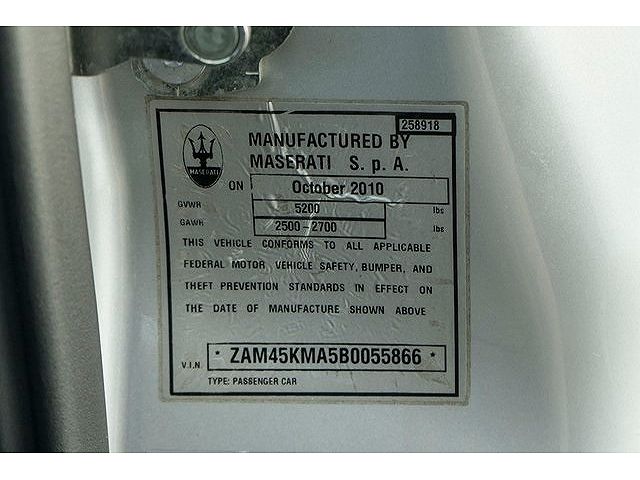 258918
MANUFACTURED BY
MASERATI S.p.A.
MASERATI
ON October 2010
GVWR 5200 lbs
GAWR 2500-2700 lbs
THIS VEHICLE CONFORMS TO ALL APPLICABLE
FEDERAL MOTOR VEHICLE SAFETY, BUMPER, AND
THEFT PREVENTION STANDARDS IN EFFECT ON
THE DATE OF MANUFACTURE SHOWN ABOVE
V.I.N. * ZAM45KMA5B0055866 *
TYPE: PASSENGER CAR